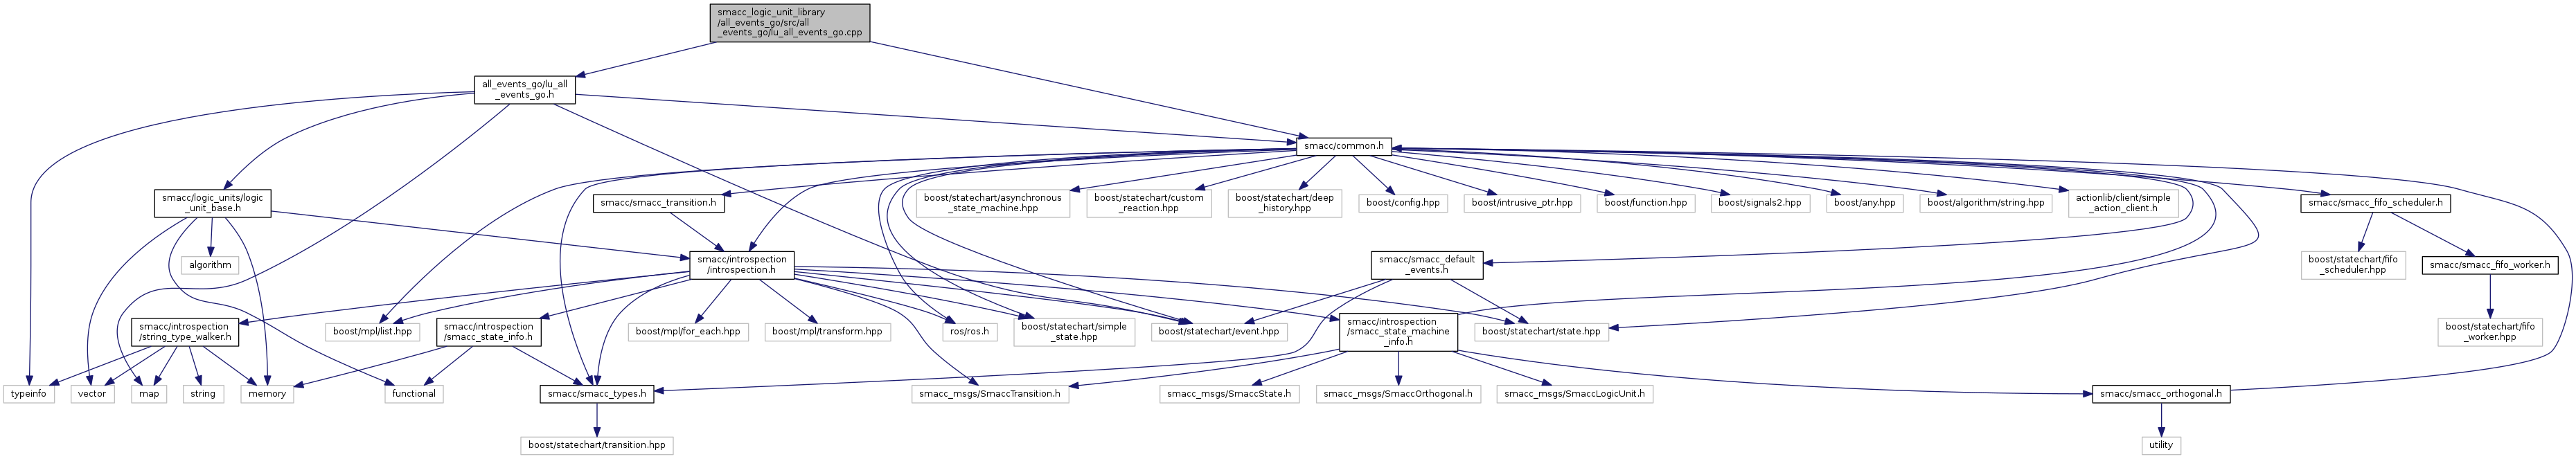 smacc_logic_unit_library
/all_events_go/src/all
_events_go/lu_all_events_go.cpp
all_events_go/lu_all
_events_go.h
smacc/common.h
smacc/logic_units/logic
_unit_base.h
smacc/smacc_transition.h
boost/statechart/asynchronous
_state_machine.hpp
boost/statechart/custom
_reaction.hpp
boost/statechart/deep
_history.hpp
boost/config.hpp
boost/intrusive_ptr.hpp
boost/function.hpp
boost/signals2.hpp
boost/any.hpp
boost/algorithm/string.hpp
actionlib/client/simple
_action_client.h
smacc/smacc_fifo_scheduler.h
algorithm
smacc/introspection
/introspection.h
smacc/smacc_default
_events.h
boost/statechart/fifo
_scheduler.hpp
smacc/smacc_fifo_worker.h
smacc/introspection
/string_type_walker.h
boost/mpl/list.hpp
smacc/introspection
/smacc_state_info.h
boost/mpl/for_each.hpp
boost/mpl/transform.hpp
ros/ros.h
boost/statechart/simple
_state.hpp
boost/statechart/event.hpp
smacc/introspection
/smacc_state_machine
_info.h
boost/statechart/state.hpp
boost/statechart/fifo
_worker.hpp
typeinfo
vector
map
string
memory
functional
smacc/smacc_types.h
smacc_msgs/SmaccTransition.h
smacc_msgs/SmaccState.h
smacc_msgs/SmaccOrthogonal.h
smacc_msgs/SmaccLogicUnit.h
smacc/smacc_orthogonal.h
boost/statechart/transition.hpp
utility